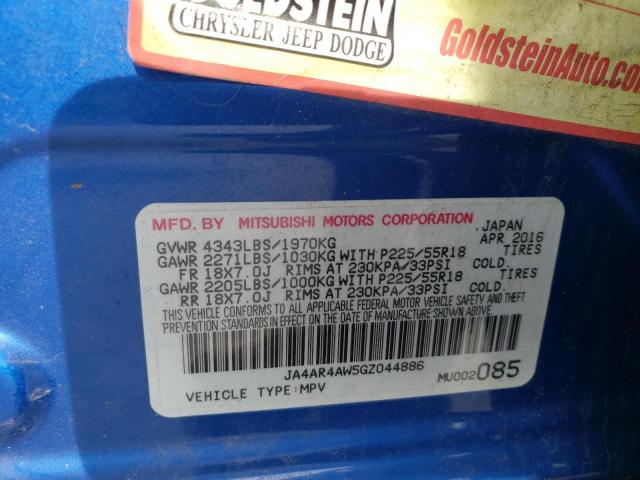 GOLDSTEIN
CHRYSLER JEEP DODGE
GoldsteinAuto.com
MFD. BY MITSUBISHI MOTORS CORPORATION , JAPAN
GVWR 4343LBS/1970KG APR 2016
GAWR 2271LBS/1030KG WITH P225/55R18 TIRES
FR 18X7.0J RIMS AT 230KPA/33PSI COLD.
GAWR 2205LBS/1000KG WITH P225/55R18 TIRES
RR 18X7.0J RIMS AT 230KPA/33PSI COLD.
THIS VEHICLE CONFORMS TO ALL APPLICABLE FEDERAL MOTOR VEHICLE SAFETY AND THEFT
PREVENTION STANDARDS IN EFFECT ON THE DATE OF MANUFACTURE SHOWN ABOVE.
JA4AR4AW5GZ044886
VEHICLE TYPE:MPV MU002085